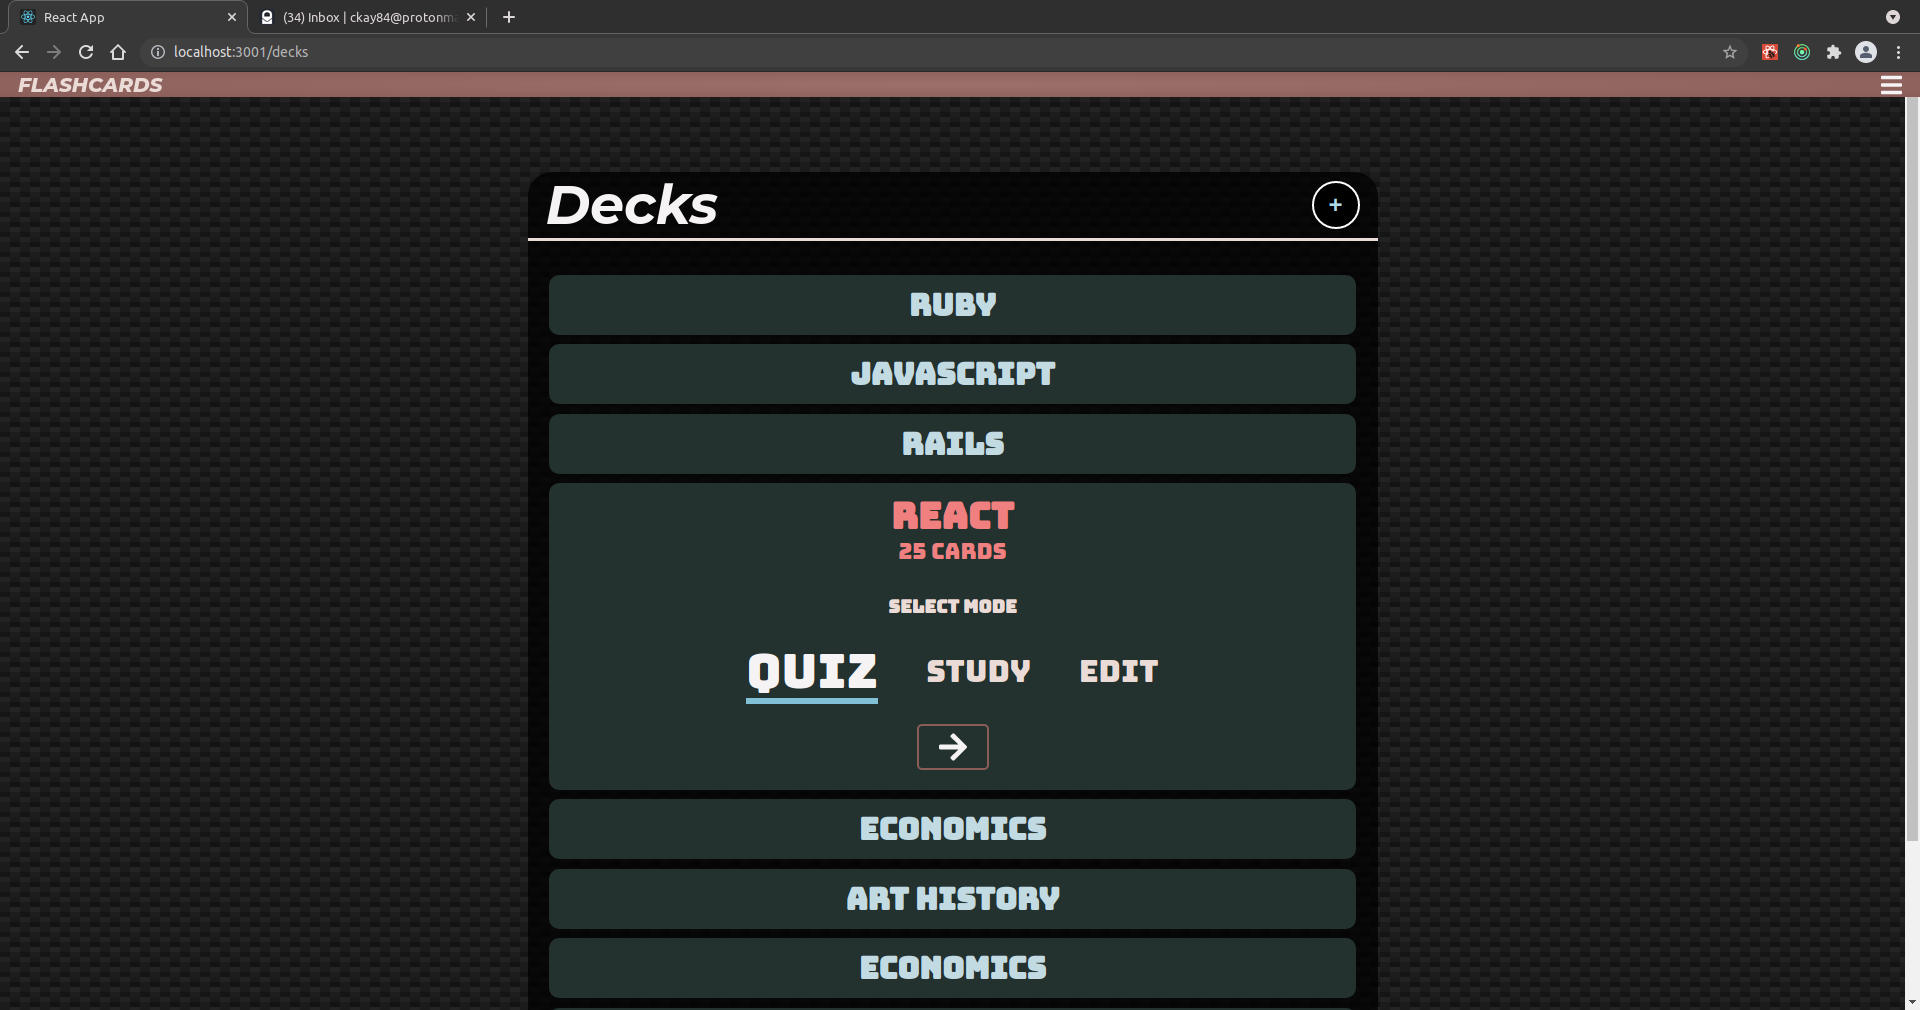 React App
(34) Inbox | ckay84@protonm
localhost:3001/decks
FLASHCARDS
Decks
+
RUBY
JAVASCRIPT
RAILS
REACT
25 CARDS
SELECT MODE
QUIZ STUDY EDIT
ECONOMICS
ART HISTORY
ECONOMICS